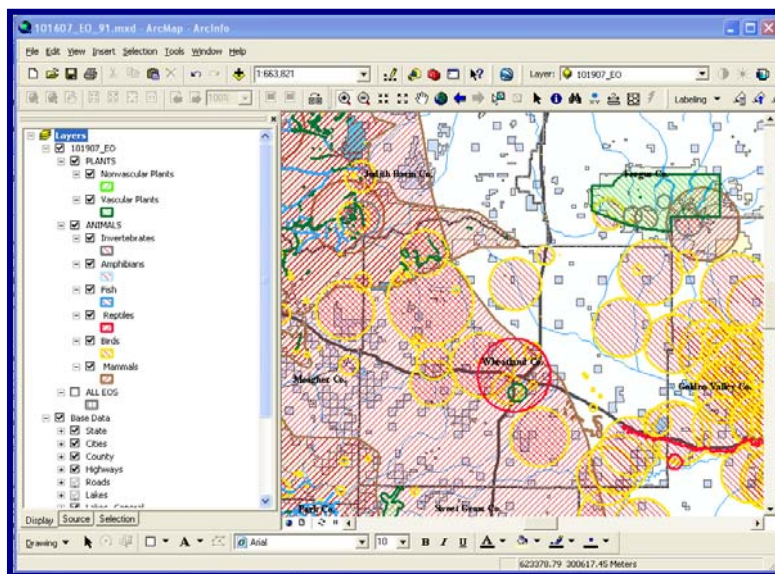 101607_EO_91.mxd - ArcMap - ArcInfo
File Edit View Insert Selection Tools Window Help
1:663,821 Layer: 101907_EO
100% Labeling
Layers
101907_EO
PLANTS
Nonvascular Plants
Vascular Plants
ANIMALS
Invertebrates
Amphibians
Fish
Reptiles
Birds
Mammals
ALL EOS
Base Data
State
Cities
County
Highways
Roads
Lakes
Judith Basin Co.
Fergus Co.
Wheatland Co.
Meagher Co.
Golden Valley Co.
Park Co.
Sweet Grass Co.
Display Source Selection
Drawing A Arial 10 B I U A
623378.79 300617.45 Meters